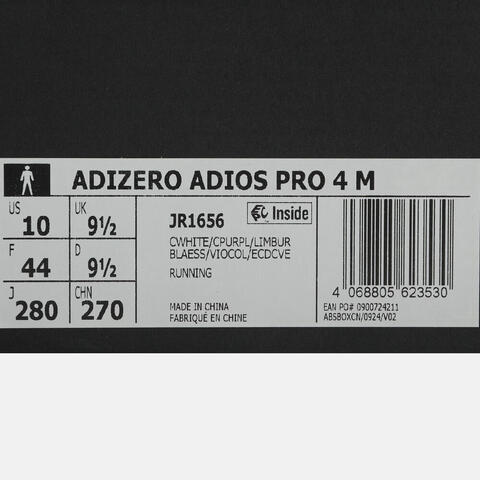 ADIZERO ADIOS PRO 4 M
US
10
UK
9½
F
44
D
9½
J
280
CHN
270
JR1656
Inside
CWHITE/CPURPL/LIMBUR
BLAESS/VIOCOL/ECDCVE
RUNNING
MADE IN CHINA
FABRIQUÉ EN CHINE
4 068805 623530
EAN PO# 0900724211
ABSBOXCN/0924/V02